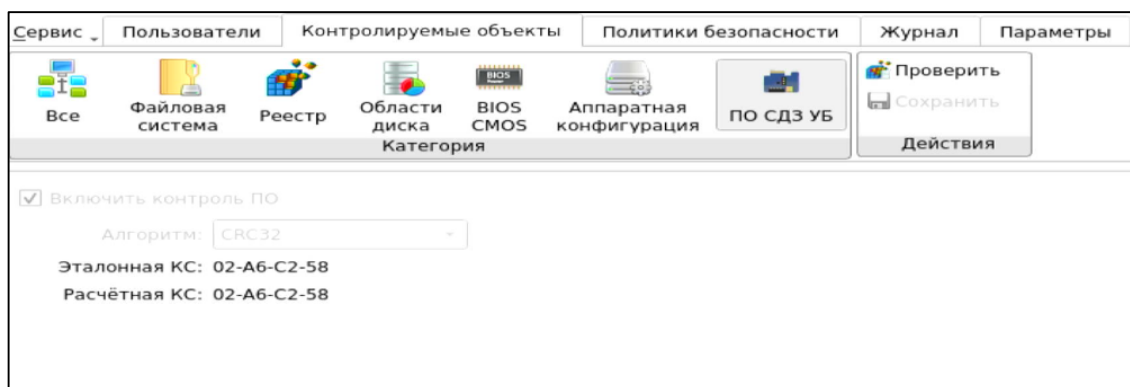 Сервис Пользователи Контролируемые объекты Политики безопасности Журнал Параметры
Все
Файловая система
Реестр
Области диска
BIOS
BIOS CMOS
Аппаратная конфигурация
ПО СДЗ УБ
Категория
Проверить
Сохранить
Действия
Включить контроль ПО
Алгоритм: CRC32
Эталонная КС: 02-A6-C2-58
Расчётная КС: 02-A6-C2-58